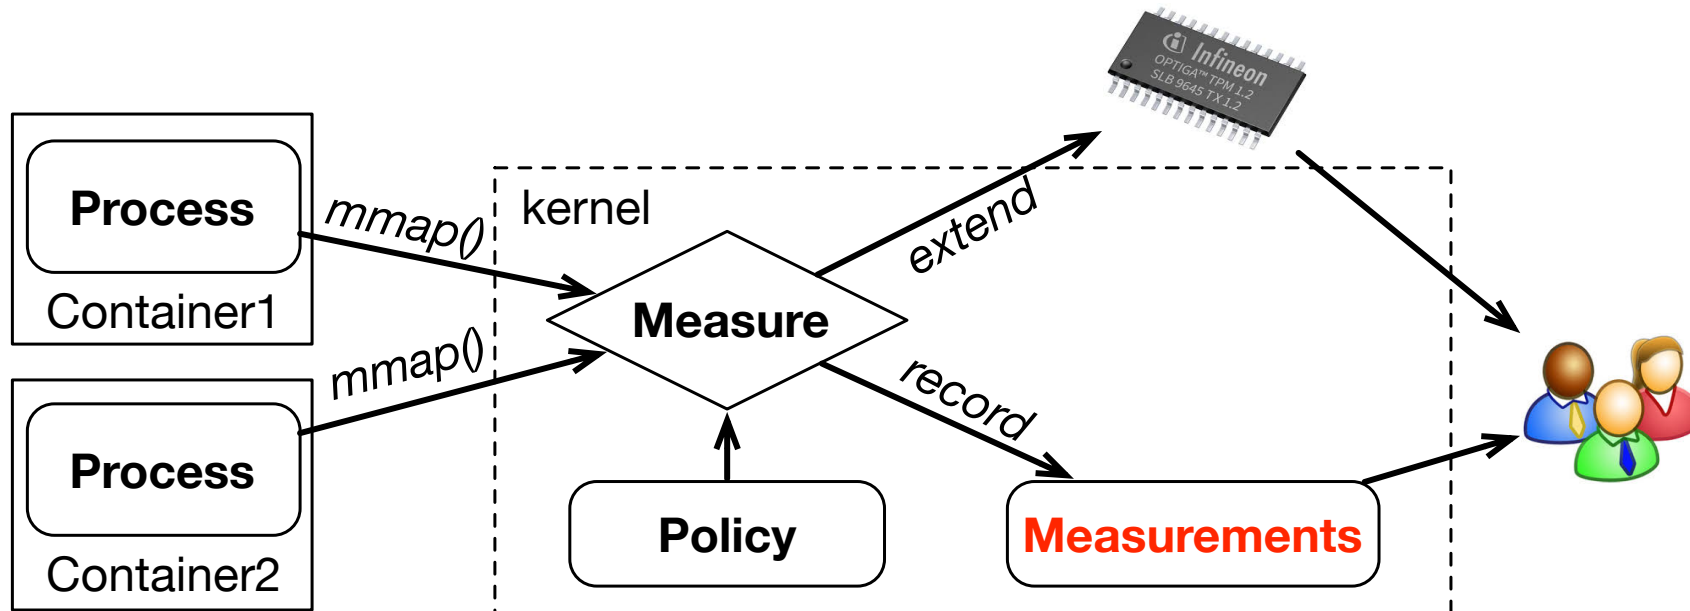 Infineon
OPTIGA™ TPM 1.2
SLB 9645 TX 1.2
Process
mmap()
kernel
extend
Container1
Measure
mmap()
record
Process
Policy
Measurements
Container2